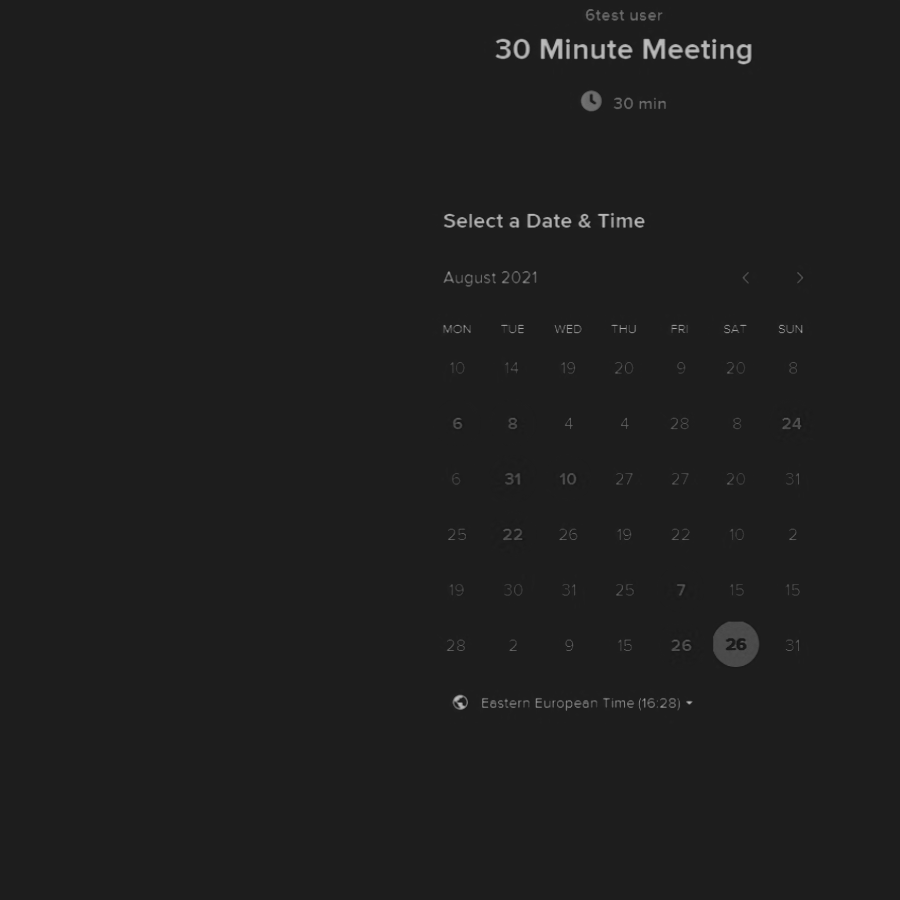 6test user
30 Minute Meeting
30 min
Select a Date & Time
August 2021
MON TUE WED THU FRI SAT SUN
10 14 19 20 9 20 8
6 8 4 4 28 8 24
6 31 10 27 27 20 31
25 22 26 19 22 10 2
19 30 31 25 7 15 15
28 2 9 15 26 26 31
Eastern European Time (16:28)